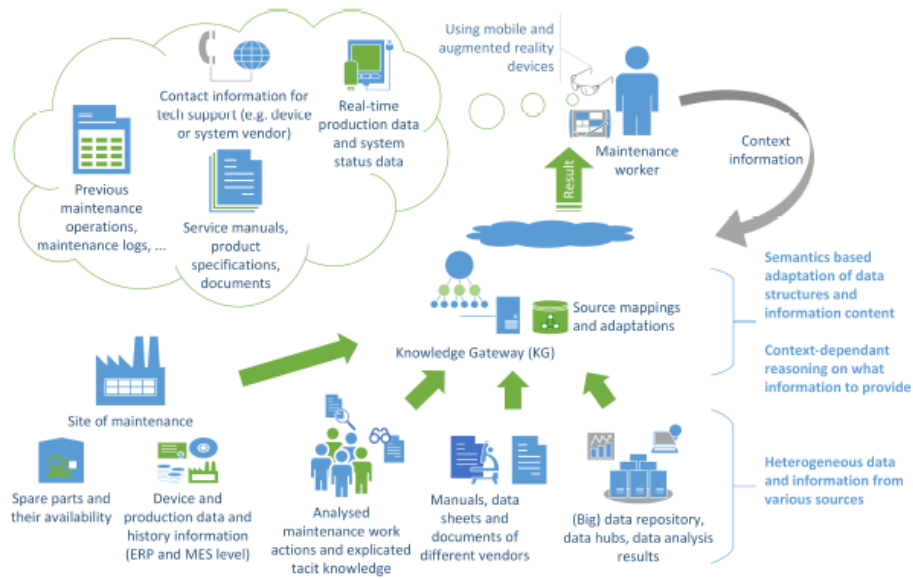 Using mobile and
augmented reality
devices
Contact information for
tech support (e.g. device
or system vendor)
Real-time
production data
and system
status data
Previous
maintenance
operations,
maintenance logs, ...
Service manuals,
product
specifications,
documents
Maintenance
worker
Context
information
Result
Semantics based
adaptation of data
structures and
information content
Source mappings
and adaptations
Knowledge Gateway (KG)
Context-dependant
reasoning on what
information to provide
Site of maintenance
Spare parts and
their availability
Device and
production data and
history information
(ERP and MES level)
Analysed
maintenance work
actions and explicated
tacit knowledge
Manuals, data
sheets and
documents of
different vendors
(Big) data repository,
data hubs, data analysis
results
Heterogeneous data
and information from
various sources